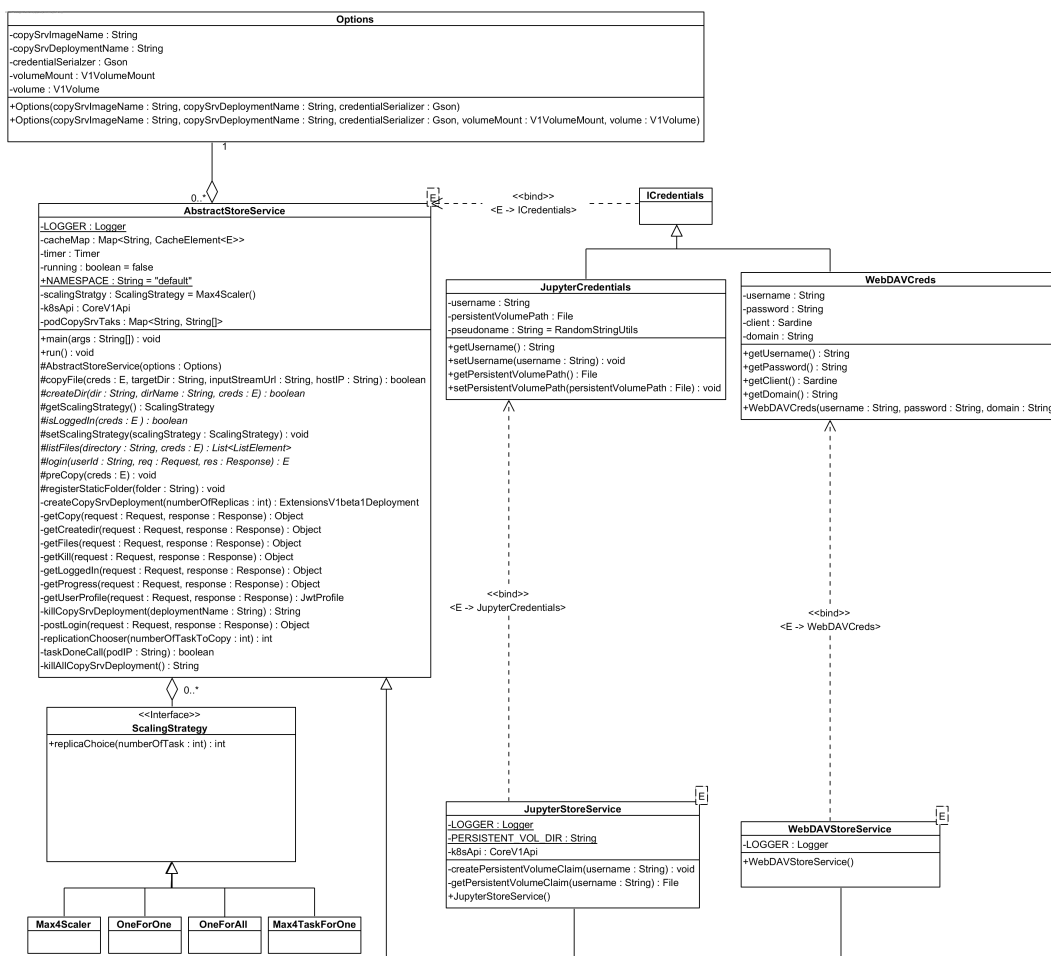 Options
-copySrvImageName : String
-copySrvDeploymentName : String
-credentialSerialzer : Gson
-volumeMount : V1VolumeMount
-volume : V1Volume
+Options(copySrvImageName : String, copySrvDeploymentName : String, credentialSerializer : Gson)
+Options(copySrvImageName : String, copySrvDeploymentName : String, credentialSerializer : Gson, volumeMount : V1VolumeMount, volume : V1Volume)
1
0..*
E
<<bind>>
<E -> ICredentials>
ICredentials
AbstractStoreService
-LOGGER : Logger
-cacheMap : Map<String, CacheElement<E>>
-timer : Timer
-running : boolean = false
+NAMESPACE : String = "default"
-scalingStratgy : ScalingStrategy = Max4Scaler()
-k8sApi : CoreV1Api
-podCopySrvTaks : Map<String, String[]>
+main(args : String[]) : void
+run() : void
#AbstractStoreService(options : Options)
#copyFile(creds : E, targetDir : String, inputStreamUrl : String, hostIP : String) : boolean
#createDir(dir : String, dirName : String, creds : E) : boolean
#getScalingStrategy() : ScalingStrategy
#isLoggedIn(creds : E ) : boolean
#setScalingStrategy(scalingStrategy : ScalingStrategy) : void
#listFiles(directory : String, creds : E) : List<ListElement>
#login(userId : String, req : Request, res : Response) : E
#preCopy(creds : E) : void
#registerStaticFolder(folder : String) : void
-createCopySrvDeployment(numberOfReplicas : int) : ExtensionsV1beta1Deployment
-getCopy(request : Request, response : Response) : Object
-getCreatedir(request : Request, response : Response) : Object
-getFiles(request : Request, response : Response) : Object
-getKill(request : Request, response : Response) : Object
-getLoggedIn(request : Request, response : Response) : Object
-getProgress(request : Request, response : Response) : Object
-getUserProfile(request : Request, response : Response) : JwtProfile
-killCopySrvDeployment(deploymentName : String) : String
-postLogin(request : Request, response : Response) : Object
-replicationChooser(numberOfTaskToCopy : int) : int
-taskDoneCall(podIP : String) : boolean
-killAllCopySrvDeployment() : String
JupyterCredentials
-username : String
-persistentVolumePath : File
-pseudoname : String = RandomStringUtils
+getUsername() : String
+setUsername(username : String) : void
+getPersistentVolumePath() : File
+setPersistentVolumePath(persistentVolumePath : File) : void
WebDAVCreds
-username : String
-password : String
-client : Sardine
-domain : String
+getUsername() : String
+getPassword() : String
+getClient() : Sardine
+getDomain() : String
+WebDAVCreds(username : String, password : String, domain : String
<<bind>>
<E -> JupyterCredentials>
<<bind>>
<E -> WebDAVCreds>
0..*
<<Interface>>
ScalingStrategy
+replicaChoice(numberOfTask : int) : int
E
JupyterStoreService
-LOGGER : Logger
-PERSISTENT_VOL_DIR : String
-k8sApi : CoreV1Api
-createPersistentVolumeClaim(username : String) : void
-getPersistentVolumeClaim(username : String) : File
+JupyterStoreService()
E
WebDAVStoreService
-LOGGER : Logger
+WebDAVStoreService()
Max4Scaler
OneForOne
OneForAll
Max4TaskForOne